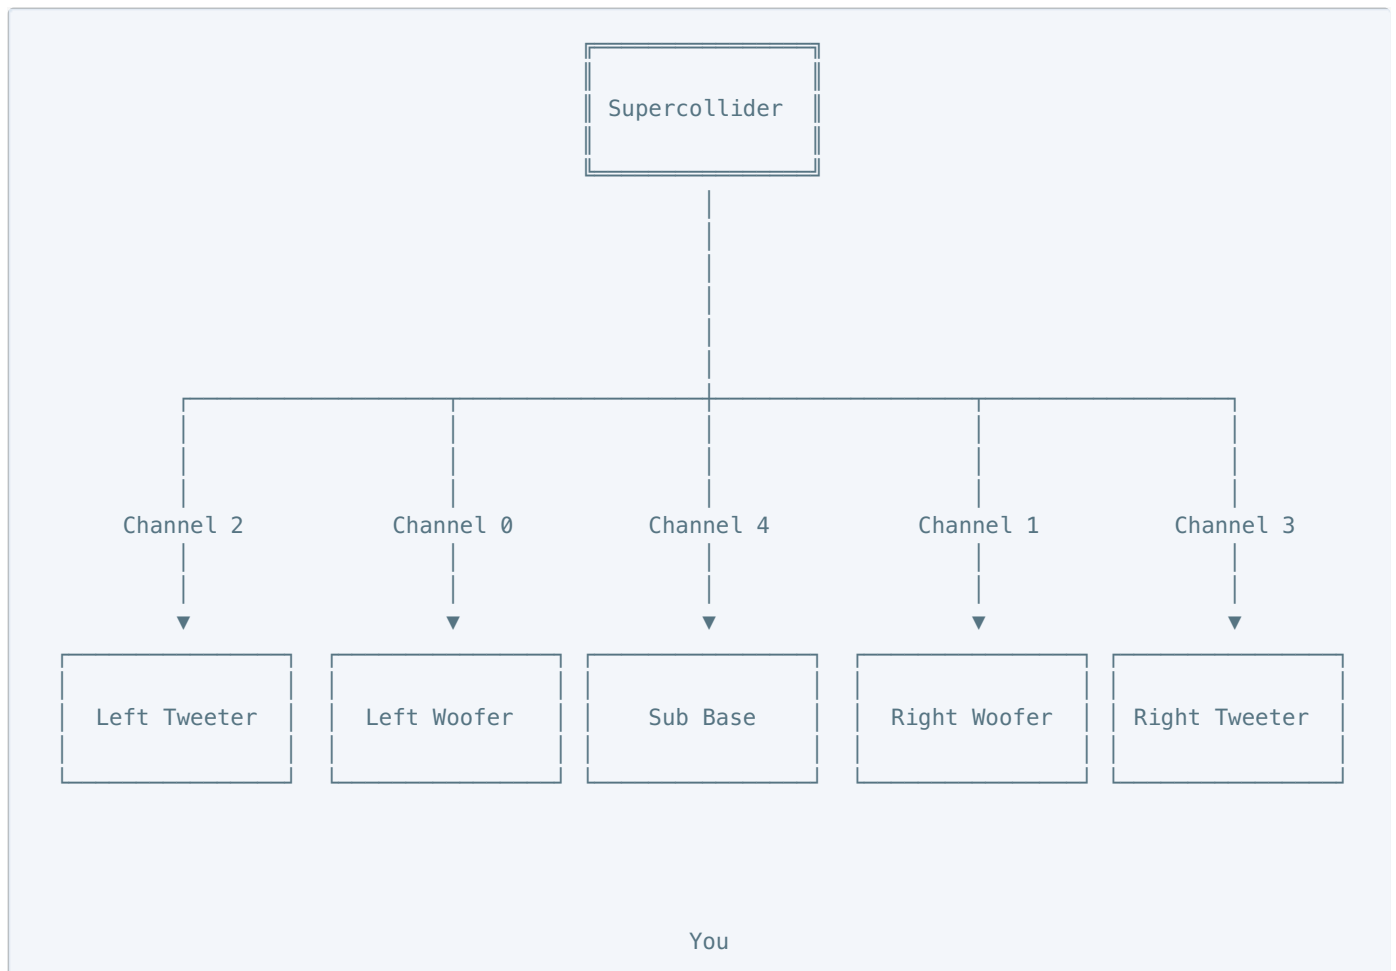 Supercollider
Channel 2 Channel 0 Channel 4 Channel 1 Channel 3
Left Tweeter Left Woofer Sub Base Right Woofer Right Tweeter
You